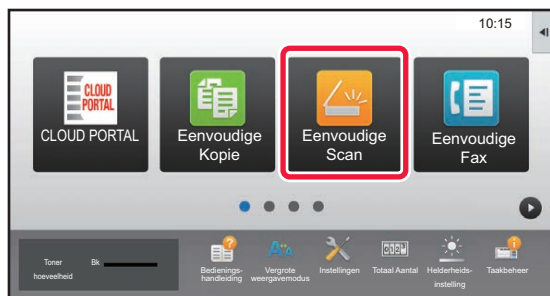 10:15
CLOUD
PORTAL
CLOUD PORTAL
Eenvoudige
Kopie
Eenvoudige
Scan
Eenvoudige
Fax
Toner
hoeveelheid
Bk
Bedienings-
handleiding
Vergrote
weergavemodus
Instellingen
Totaal Aantal
Helderheids-
instelling
Taakbeheer